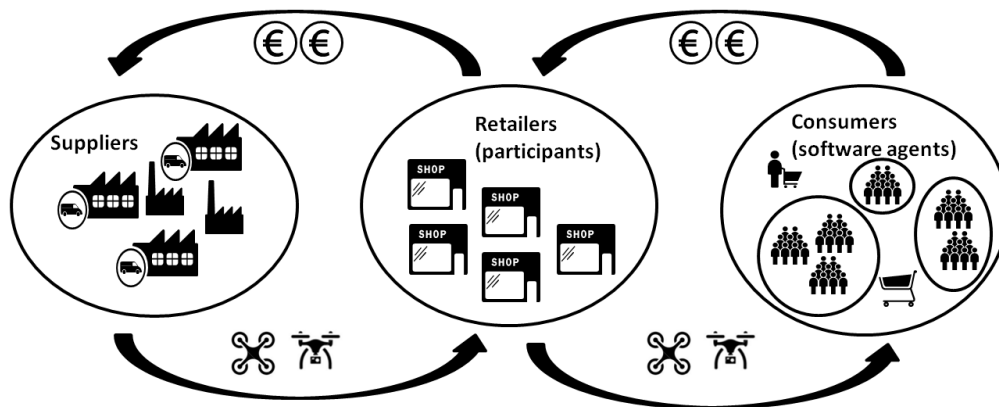 € €
€ €
Suppliers
Retailers
(participants)
Consumers
(software agents)
SHOP
SHOP
SHOP
SHOP
SHOP